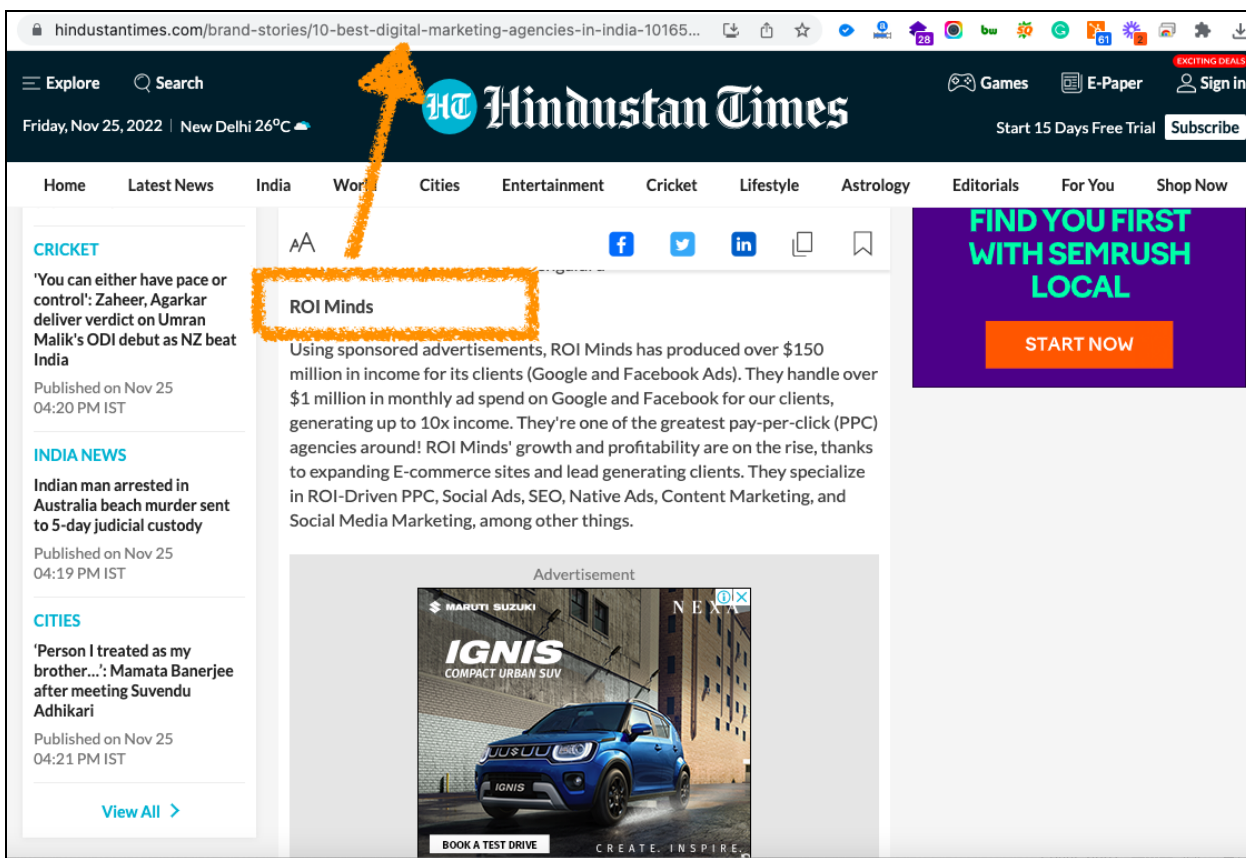 hindustantimes.com/brand-stories/10-best-digital-marketing-agencies-in-india-10165...
28
bw
61
2
Explore
Search
HT
Hindustan Times
Games
E-Paper
EXCITING DEALS
Sign in
Friday, Nov 25, 2022 | New Delhi 26°C
Start 15 Days Free Trial
Subscribe
Home
Latest News
India
World
Cities
Entertainment
Cricket
Lifestyle
Astrology
Editorials
For You
Shop Now
CRICKET
'You can either have pace or
control': Zaheer, Agarkar
deliver verdict on Umran
Malik's ODI debut as NZ beat
India
Published on Nov 25
04:20 PM IST
INDIA NEWS
Indian man arrested in
Australia beach murder sent
to 5-day judicial custody
Published on Nov 25
04:19 PM IST
CITIES
‘Person I treated as my
brother...’: Mamata Banerjee
after meeting Suvendu
Adhikari
Published on Nov 25
04:21 PM IST
View All
AA
ROI Minds
Using sponsored advertisements, ROI Minds has produced over $150
million in income for its clients (Google and Facebook Ads). They handle over
$1 million in monthly ad spend on Google and Facebook for our clients,
generating up to 10x income. They're one of the greatest pay-per-click (PPC)
agencies around! ROI Minds' growth and profitability are on the rise, thanks
to expanding E-commerce sites and lead generating clients. They specialize
in ROI-Driven PPC, Social Ads, SEO, Native Ads, Content Marketing, and
Social Media Marketing, among other things.
Advertisement
MARUTI SUZUKI
NEXA
IGNIS
COMPACT URBAN SUV
IGNIS
BOOK A TEST DRIVE
CREATE. INSPIRE.
FIND YOU FIRST
WITH SEMRUSH
LOCAL
START NOW